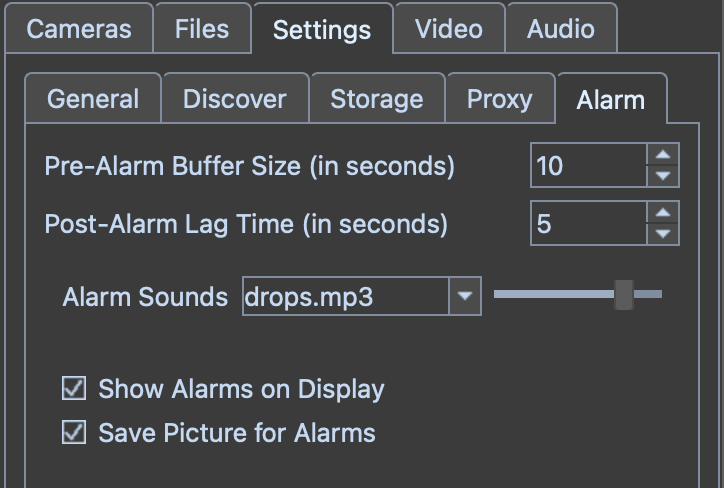 Cameras Files Settings Video Audio
General Discover Storage Proxy Alarm
Pre-Alarm Buffer Size (in seconds) 10
Post-Alarm Lag Time (in seconds) 5
Alarm Sounds drops.mp3
Show Alarms on Display
Save Picture for Alarms